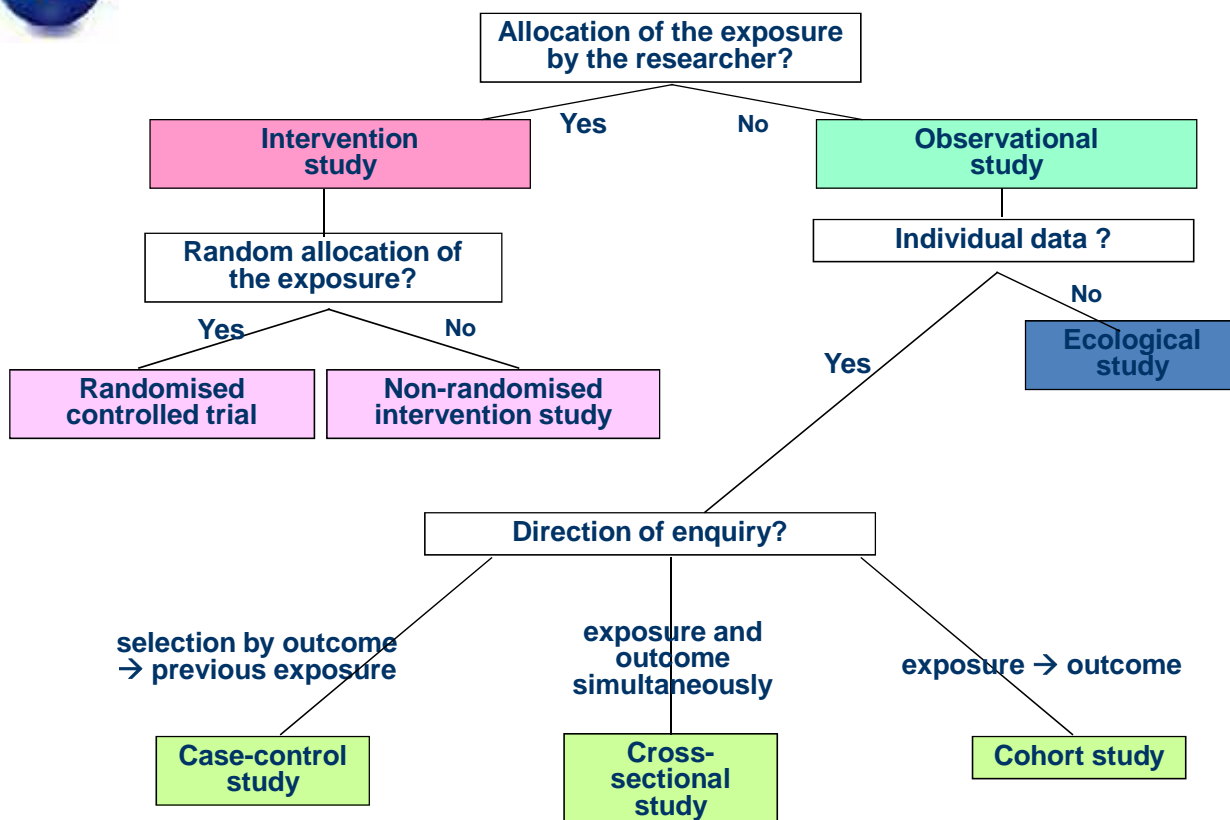 Allocation of the exposure
by the researcher?
Yes
No
Intervention
study
Observational
study
Random allocation of
the exposure?
Individual data ?
Yes
No
No
Randomised
controlled trial
Non-randomised
intervention study
Yes
Ecological
study
Direction of enquiry?
selection by outcome
→ previous exposure
exposure and
outcome
simultaneously
exposure → outcome
Case-control
study
Cross-
sectional
study
Cohort study